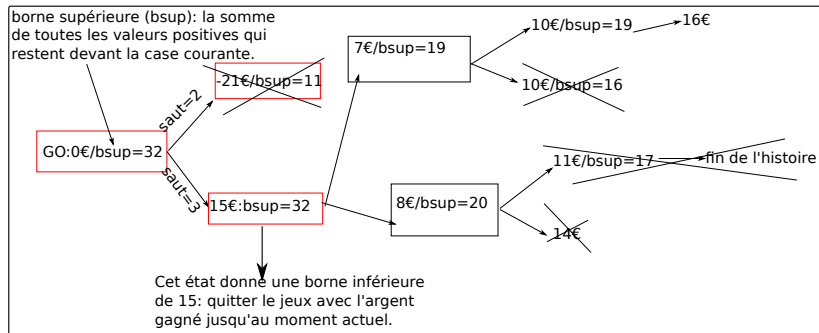 borne supérieure (bsup): la somme
de toutes les valeurs positives qui
restent devant la case courante.
-21€/bsup=11
saut=2
GO:0€/bsup=32
saut=3
15€:bsup=32
7€/bsup=19
10€/bsup=19
16€
10€/bsup=16
8€/bsup=20
11€/bsup=17
fin de l'histoire
14€
Cet état donne une borne inférieure
de 15: quitter le jeux avec l'argent
gagné jusqu'au moment actuel.